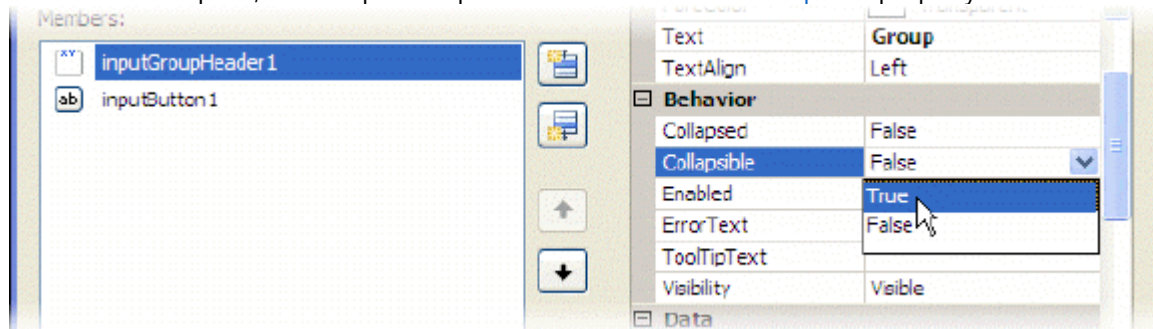 Members:
inputGroupHeader1
ab inputButton1
Text Group
TextAlign Left
Behavior
Collapsed False
Collapsible False
Enabled True
ErrorText False
ToolTipText
Visibility Visible
Data